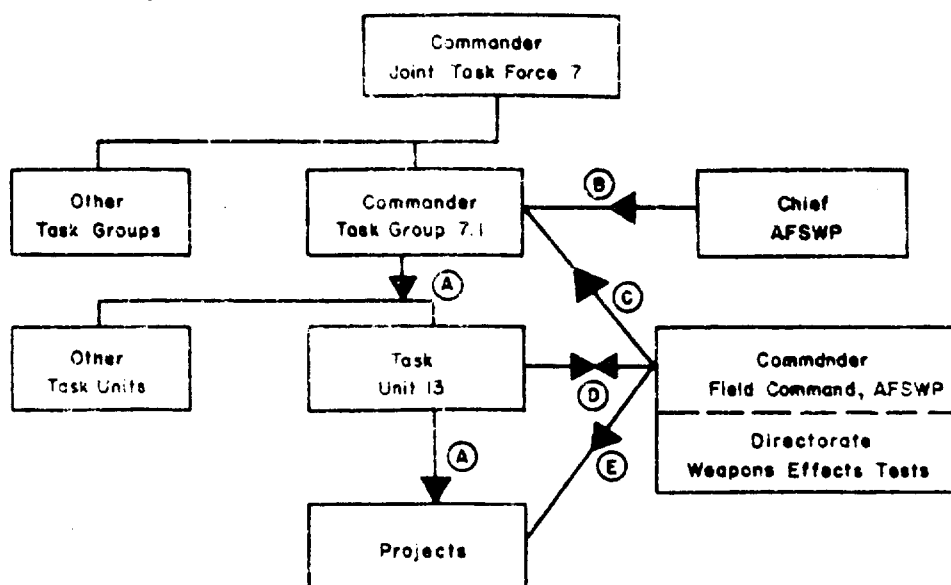 Commander
Joint Task Force 7
Other
Task Groups
Commander
Task Group 7.1
B
Chief
AFSWP
A
C
Other
Task Units
Task
Unit 13
D
Commander
Field Command, AFSWP
Directorate
Weapons Effects Tests
A
E
Projects